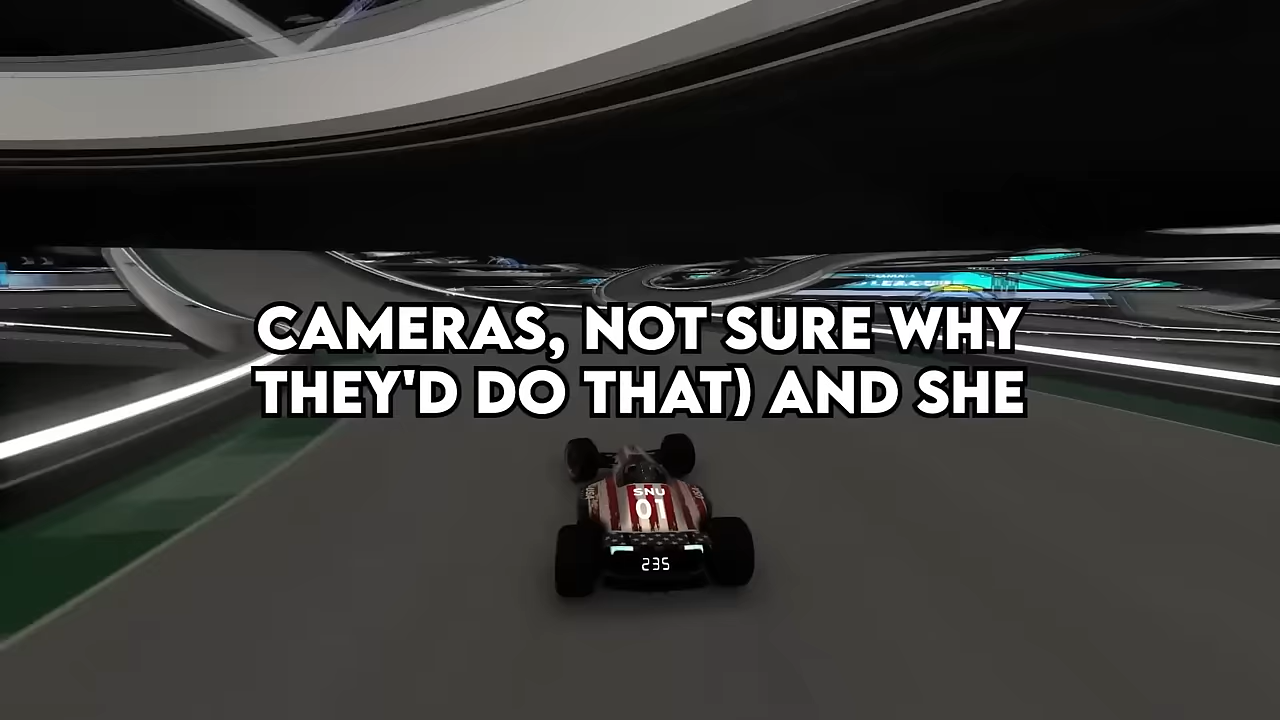 CAMERAS, NOT SURE WHY
THEY'D DO THAT) AND SHE
SNU
01
235